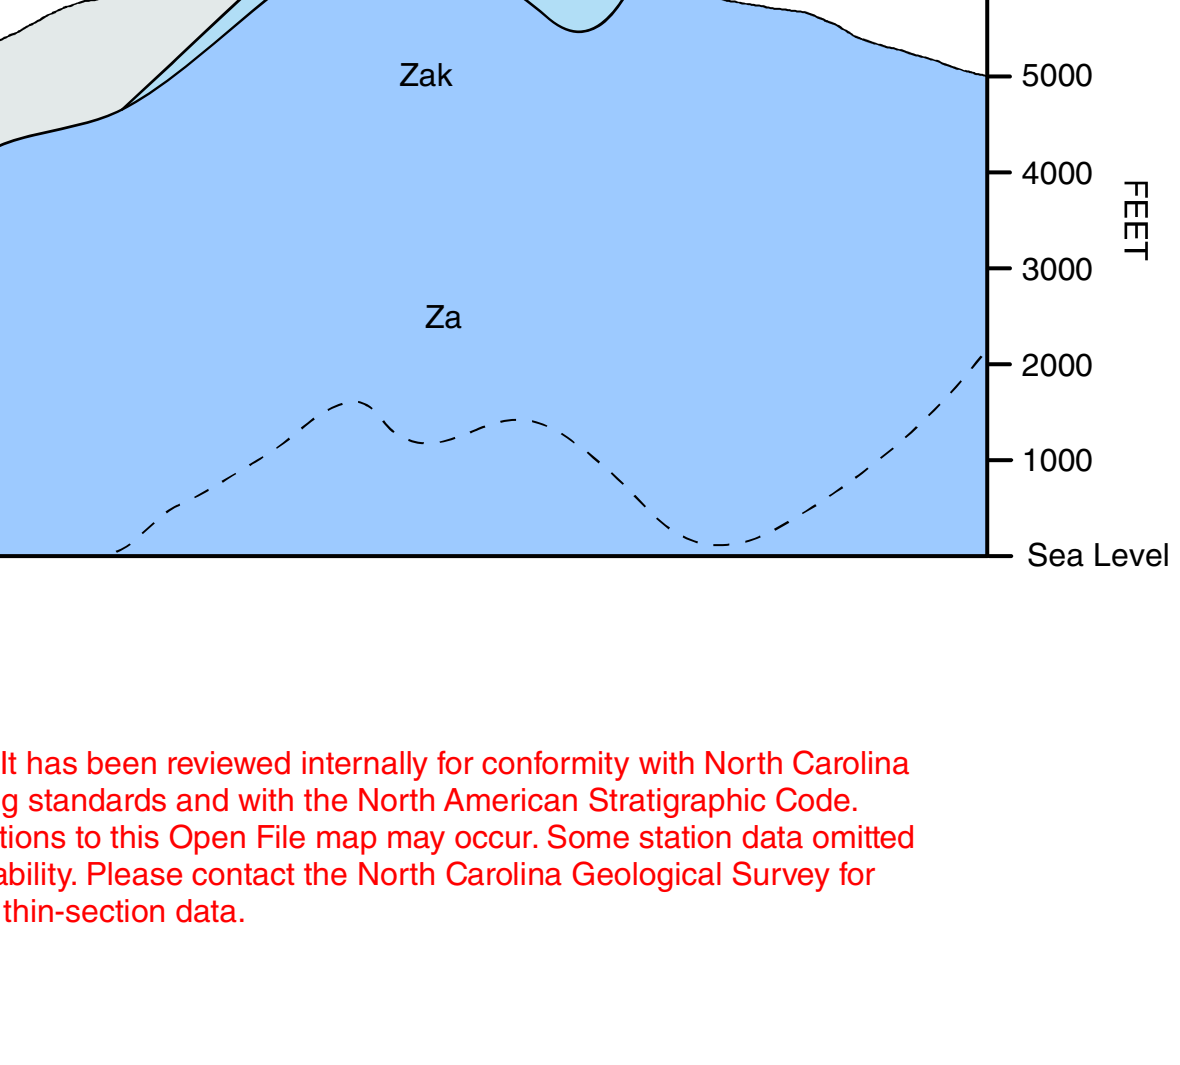 Zak
5000
4000
FEET
3000
Za
2000
1000
Sea Level
It has been reviewed internally for conformity with North Carolina
g standards and with the North American Stratigraphic Code.
tions to this Open File map may occur. Some station data omitted
ability. Please contact the North Carolina Geological Survey for
thin-section data.